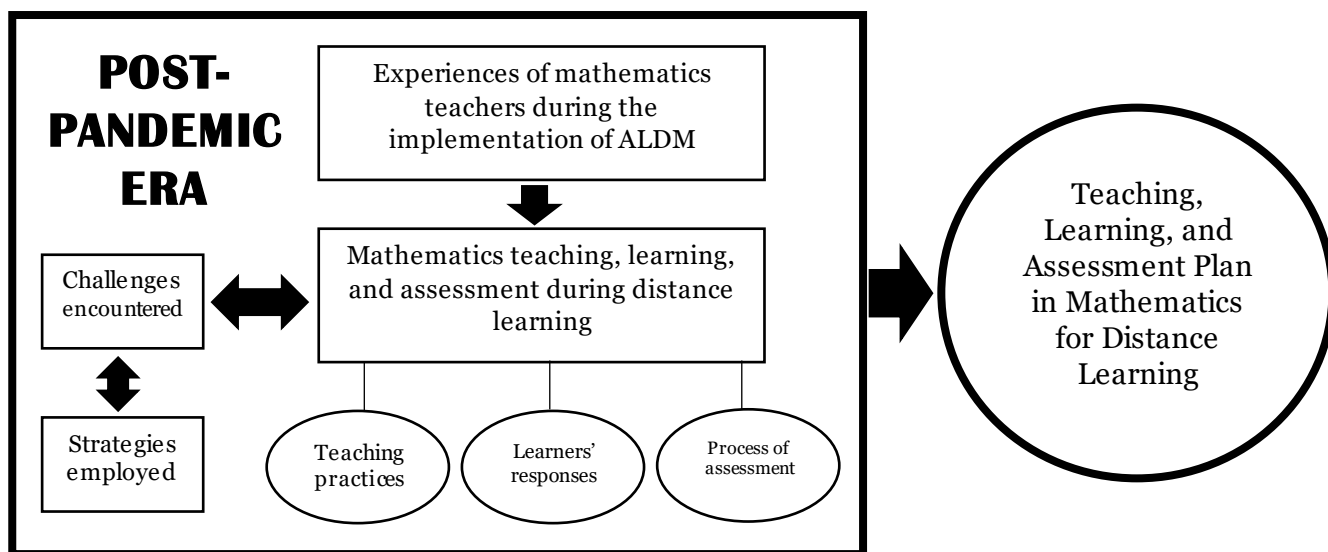 POST-
PANDEMIC
ERA
Experiences of mathematics
teachers during the
implementation of ALDM
Mathematics teaching, learning,
and assessment during distance
learning
Challenges
encountered
Strategies
employed
Teaching
practices
Learners’
responses
Process of
assessment
Teaching,
Learning, and
Assessment Plan
in Mathematics
for Distance
Learning